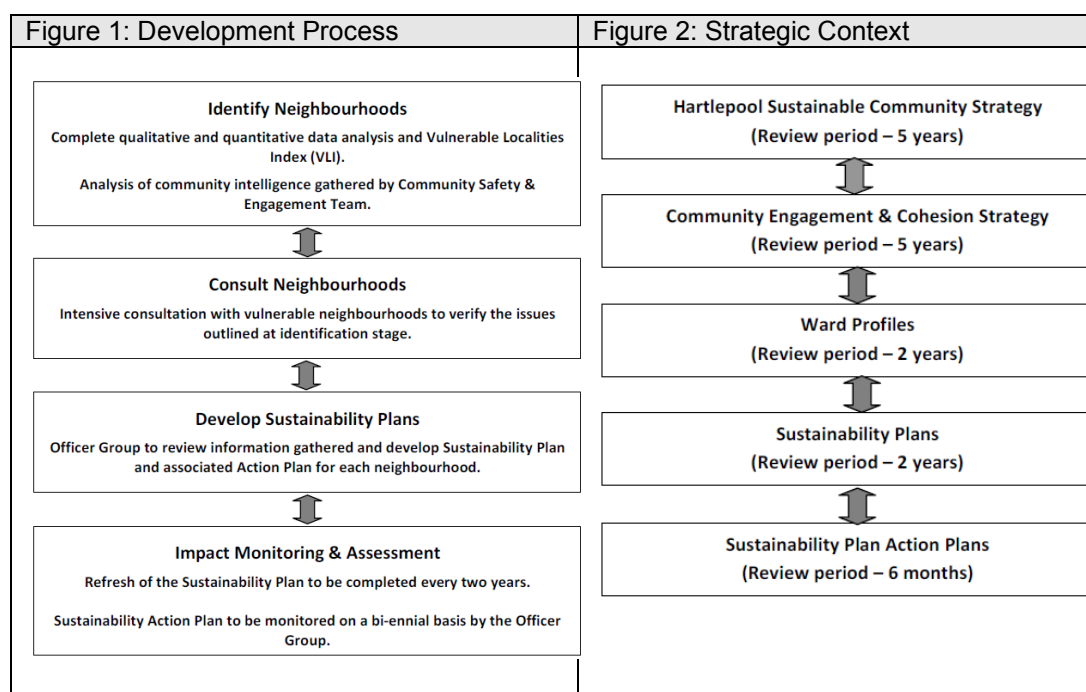 Figure 1: Development Process
Identify Neighbourhoods
Complete qualitative and quantitative data analysis and Vulnerable Localities
Index (VLI).
Analysis of community intelligence gathered by Community Safety &
Engagement Team.
Consult Neighbourhoods
Intensive consultation with vulnerable neighbourhoods to verify the issues
outlined at identification stage.
Develop Sustainability Plans
Officer Group to review information gathered and develop Sustainability Plan
and associated Action Plan for each neighbourhood.
Impact Monitoring & Assessment
Refresh of the Sustainability Plan to be completed every two years.
Sustainability Action Plan to be monitored on a bi-ennial basis by the Officer
Group.
Figure 2: Strategic Context
Hartlepool Sustainable Community Strategy
(Review period – 5 years)
Community Engagement & Cohesion Strategy
(Review period – 5 years)
Ward Profiles
(Review period – 2 years)
Sustainability Plans
(Review period – 2 years)
Sustainability Plan Action Plans
(Review period – 6 months)